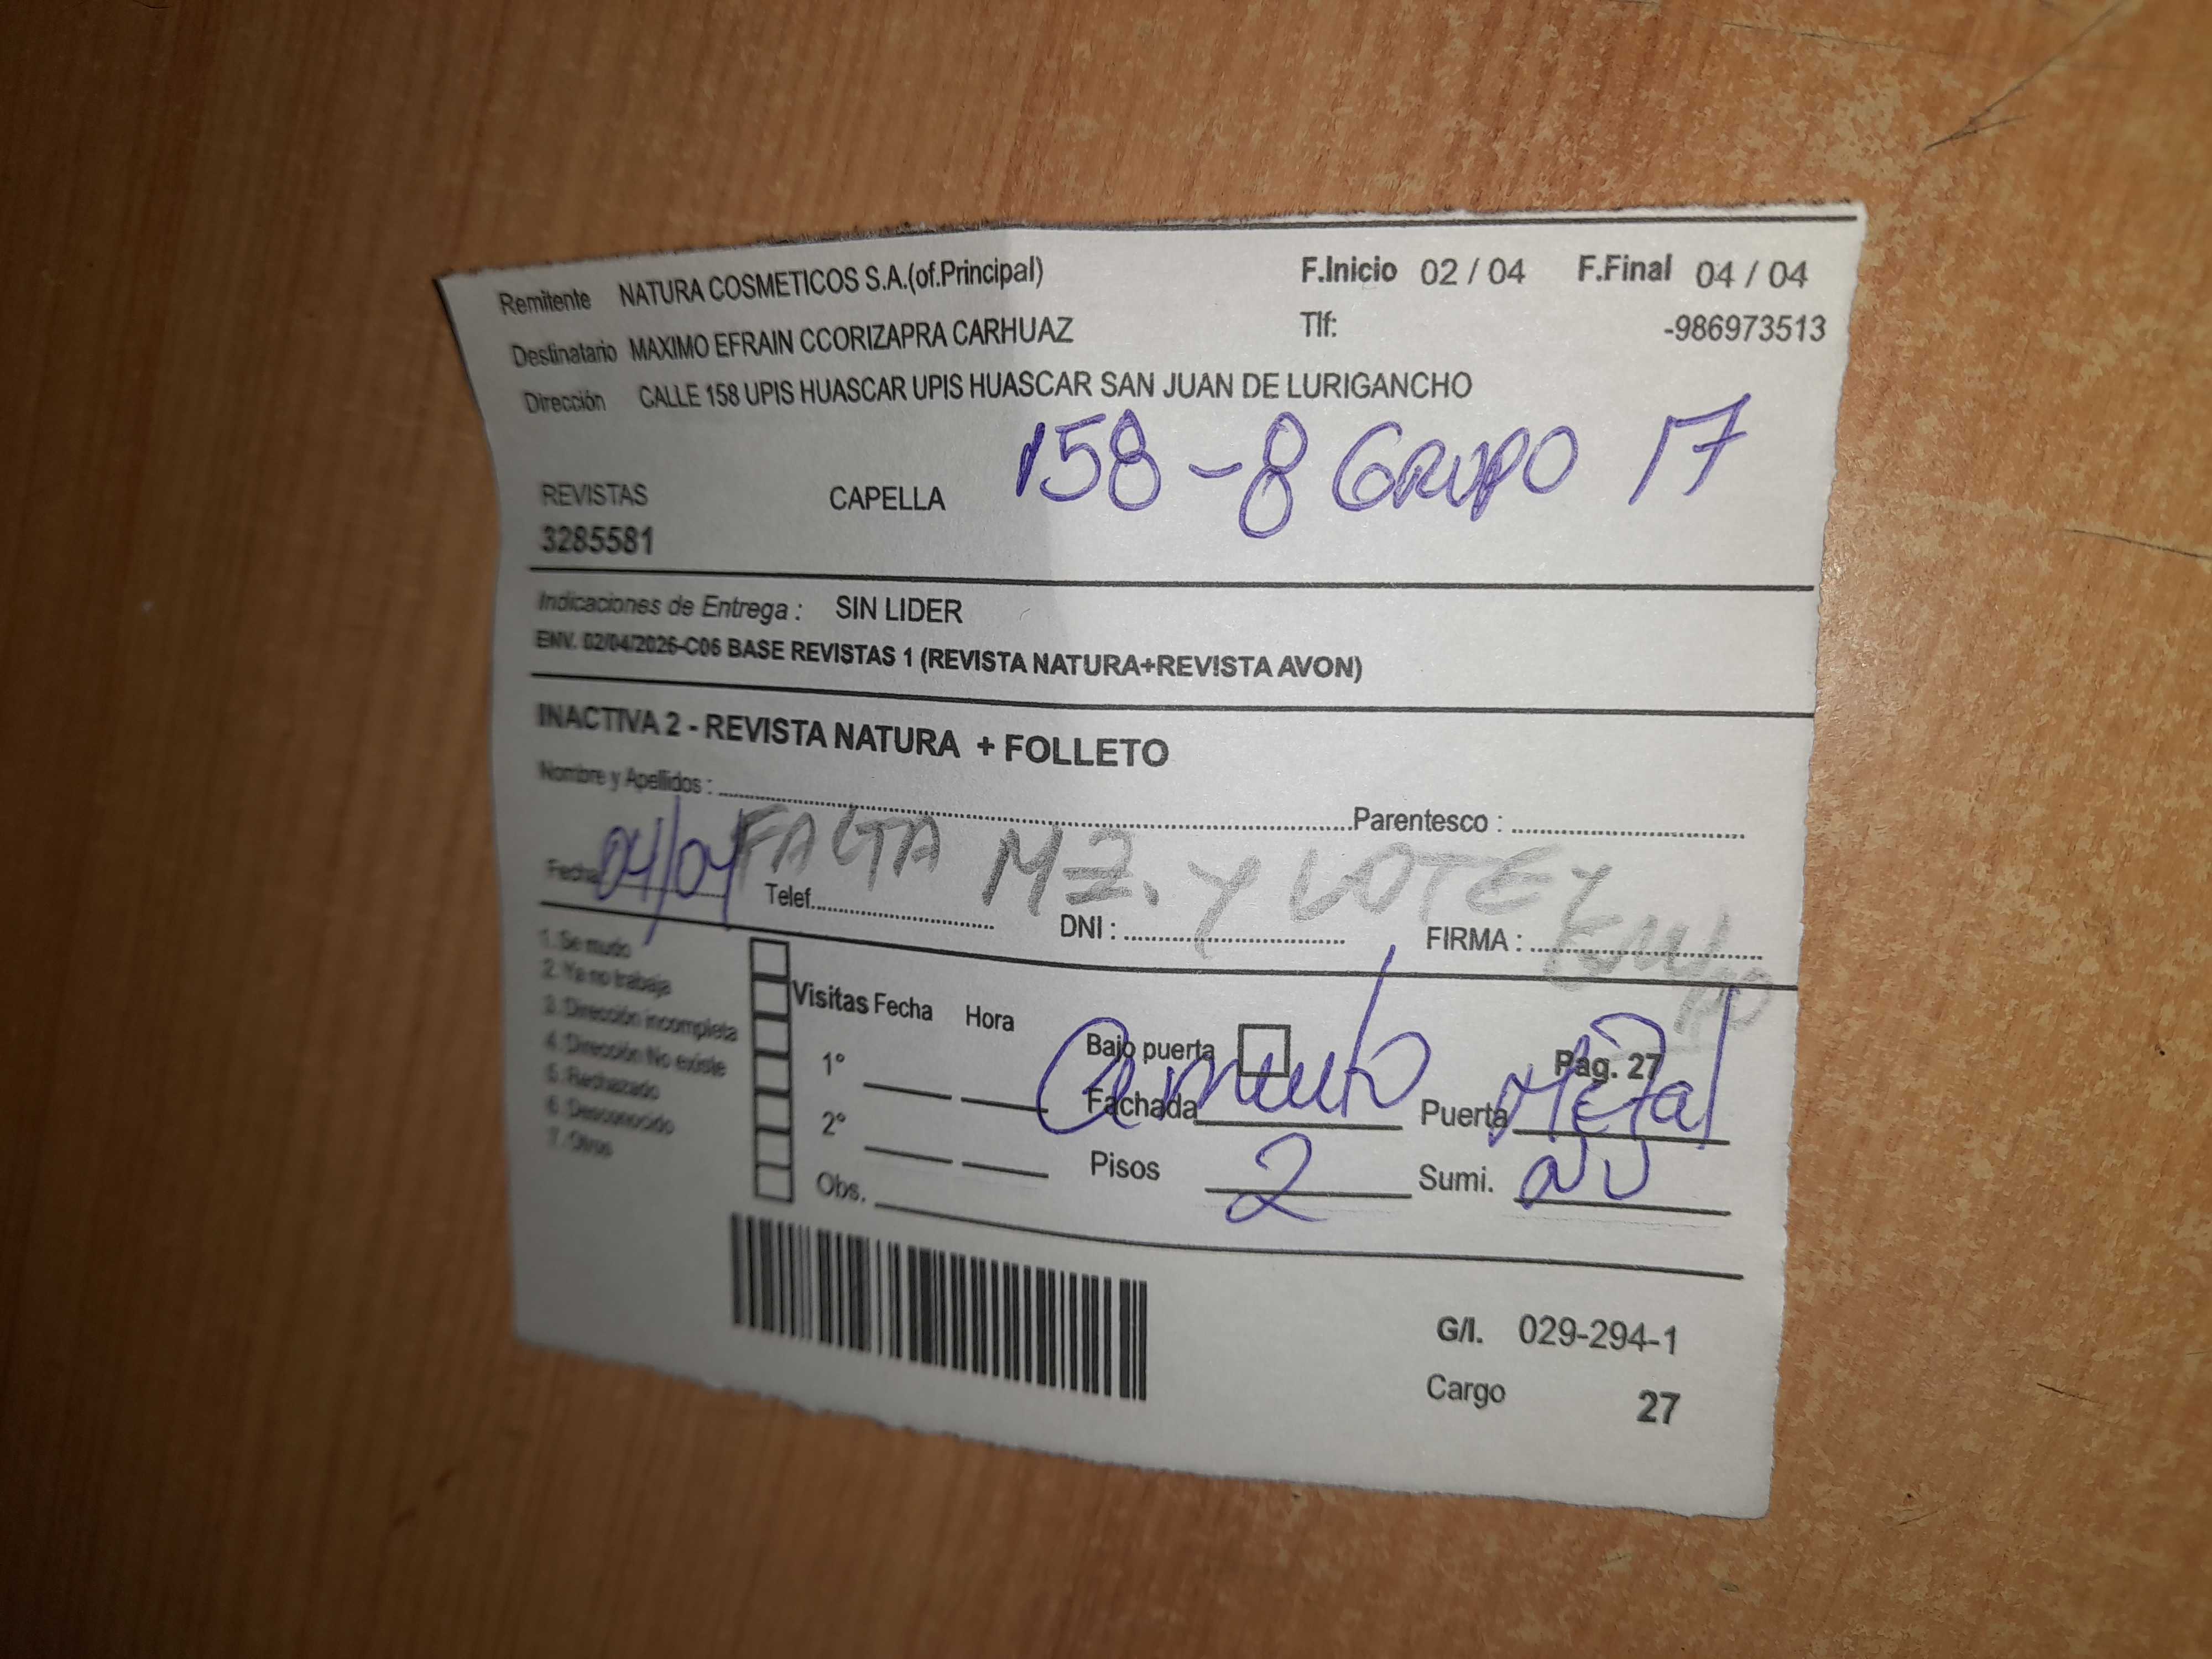 Remitente NATURA COSMETICOS S.A.(of.Principal) F.Inicio 02 / 04 F.Final 04 / 04
Destinatario MAXIMO EFRAIN CCORIZAPRA CARHUAZ Tlf: -986973513
Dirección CALLE 158 UPIS HUASCAR UPIS HUASCAR SAN JUAN DE LURIGANCHO
158-8 GRUPO 17
REVISTAS CAPELLA
3285581
Indicaciones de Entrega : SIN LIDER
ENV. 02/04/2026-C06 BASE REVISTAS 1 (REVISTA NATURA+REVISTA AVON)
INACTIVA 2 - REVISTA NATURA + FOLLETO
Nombre y Apellidos : Parentesco :
FALTA MZ. Y LOTE Y
GRUPO
Fecha 04/04 Telef. DNI : FIRMA :
1. Se mudo
2. Ya no trabaja
3. Dirección incompleta
4. Dirección No existe
5. Rechazado
6. Desconocido
7. Otros
Visitas Fecha Hora
1°
2°
Obs.
Bajo puerta Pag. 27
Fachada Cemento Puerta Metal
Pisos 2 Sumi. NO
G/I. 029-294-1
Cargo 27